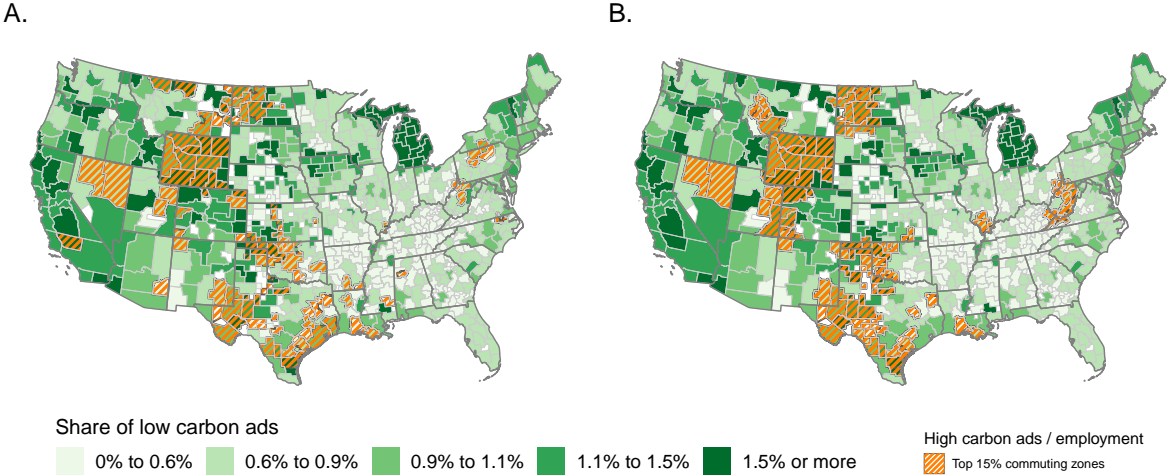 A.
B.
Share of low carbon ads
0% to 0.6%
0.6% to 0.9%
0.9% to 1.1%
1.1% to 1.5%
1.5% or more
High carbon ads / employment
Top 15% commuting zones